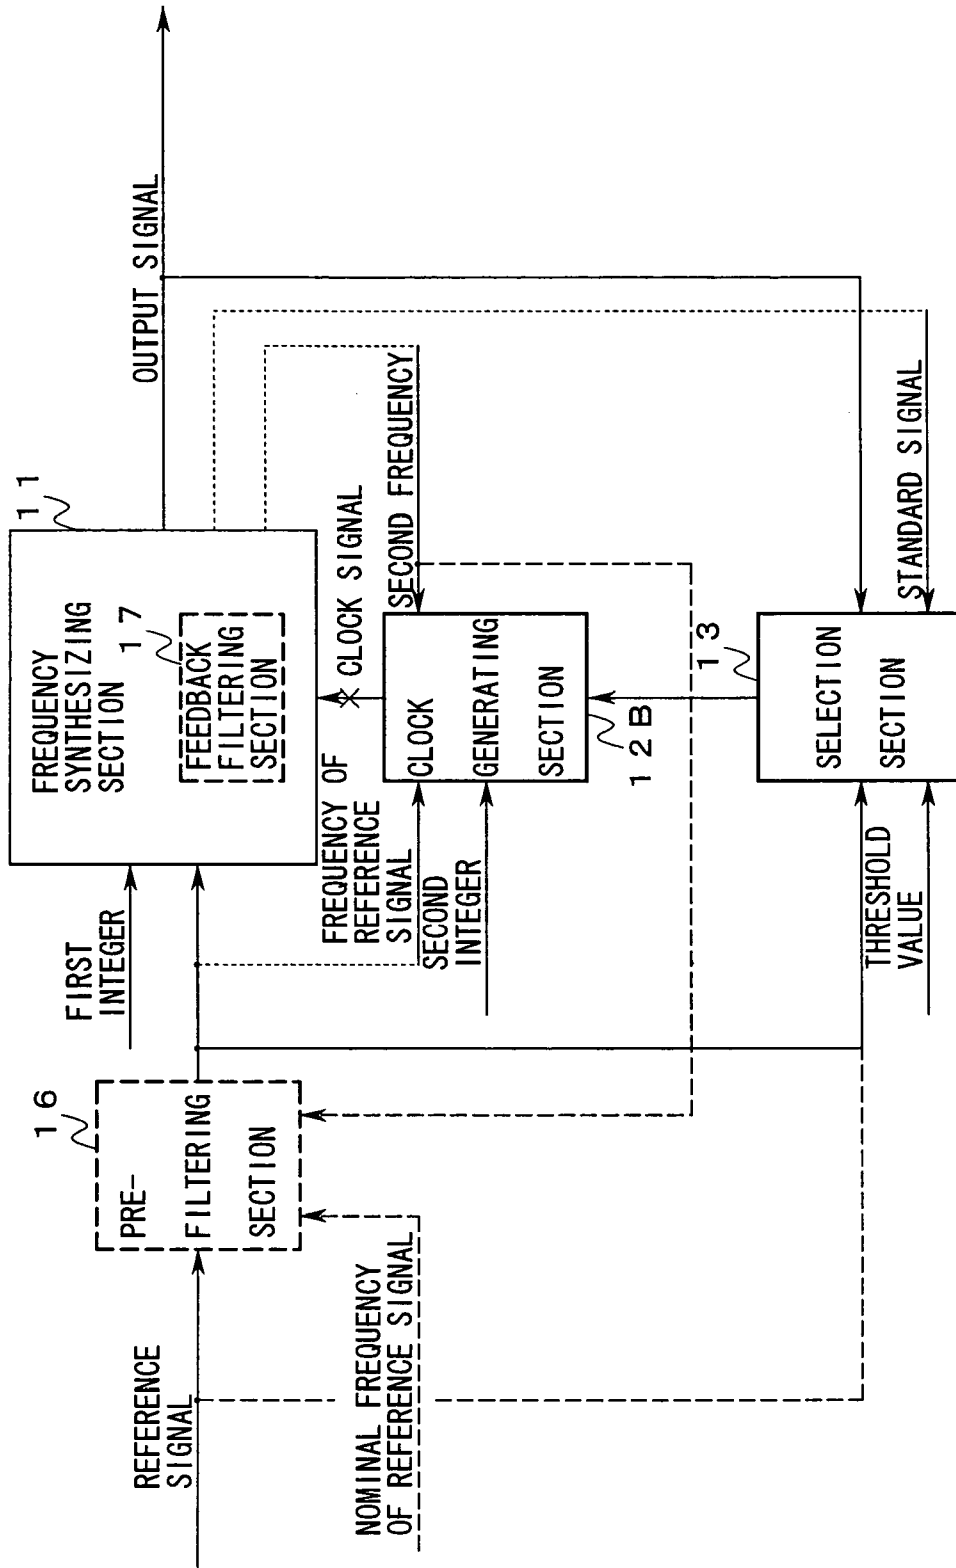 REFERENCE
SIGNAL
16
PRE-
FILTERING
SECTION
NOMINAL FREQUENCY
OF REFERENCE SIGNAL
FIRST
INTEGER
11
FREQUENCY
SYNTHESIZING
SECTION
17
FEEDBACK
FILTERING
SECTION
OUTPUT SIGNAL
FREQUENCY OF
REFERENCE
SIGNAL
SECOND
INTEGER
CLOCK SIGNAL
SECOND FREQUENCY
CLOCK
GENERATING
SECTION
12B
THRESHOLD
VALUE
13
SELECTION
SECTION
STANDARD SIGNAL